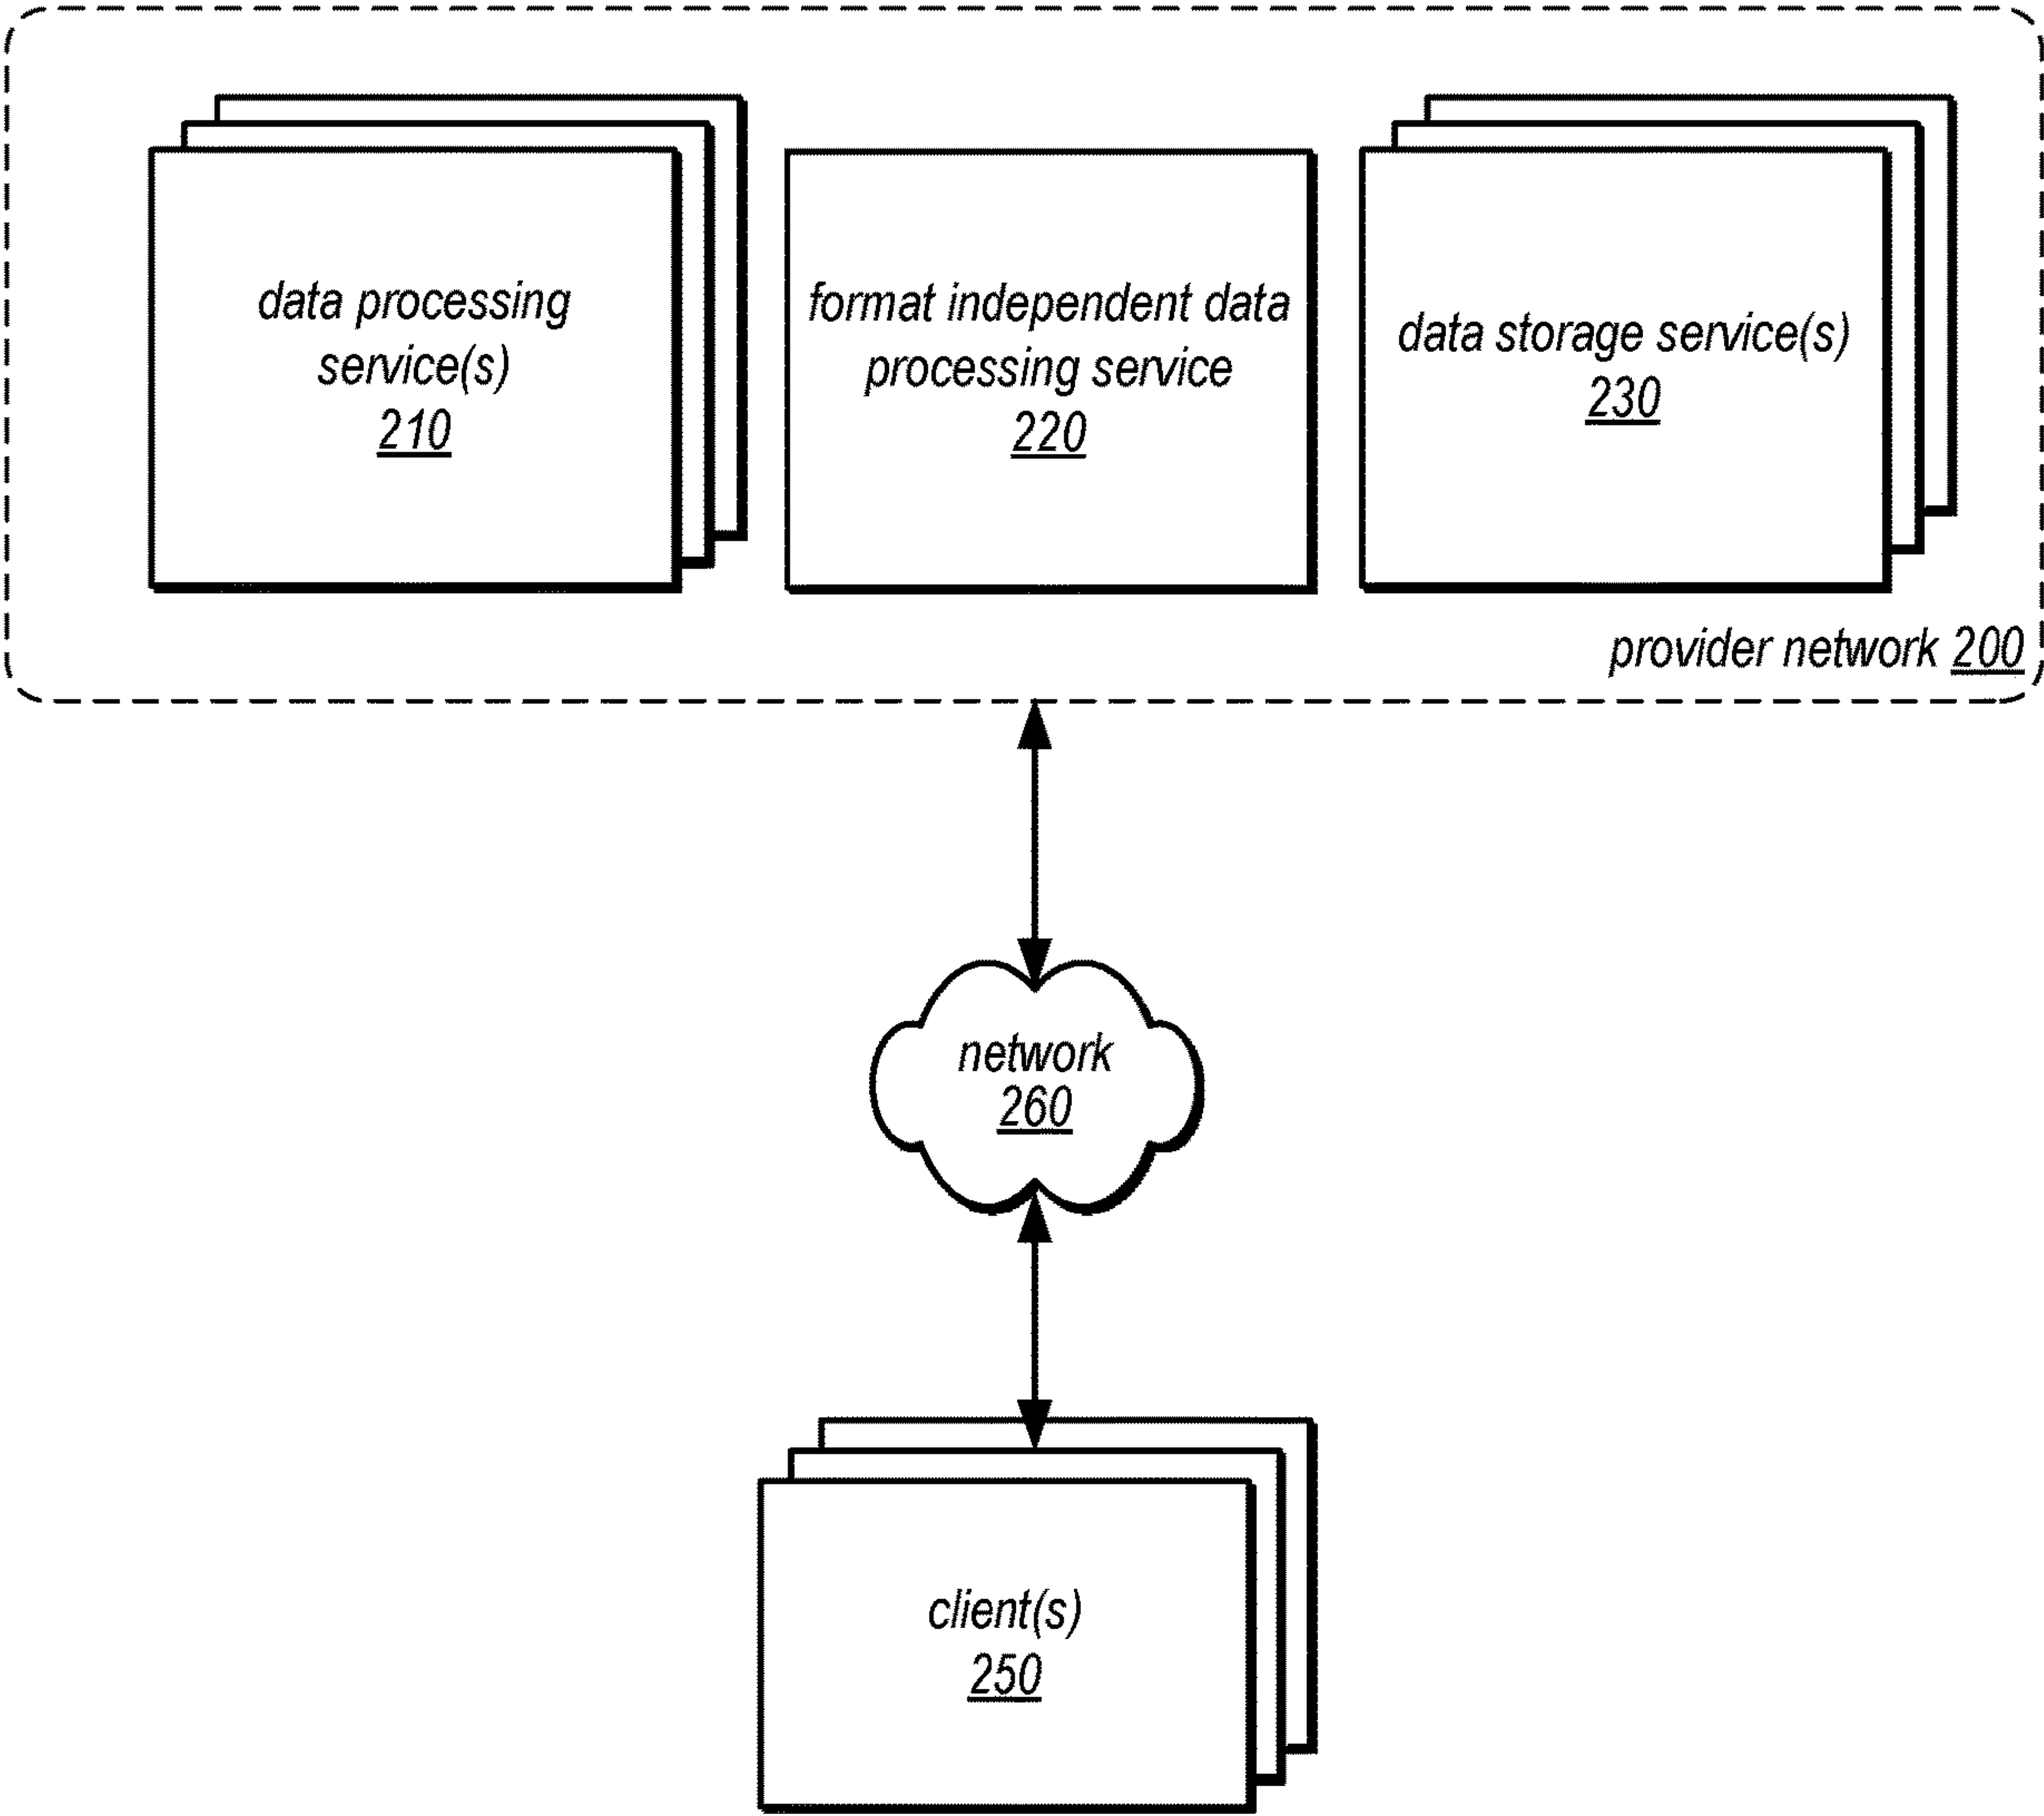 data processing
service(s)
210
format independent data
processing service
220
data storage service(s)
230
provider network 200
network
260
client(s)
250